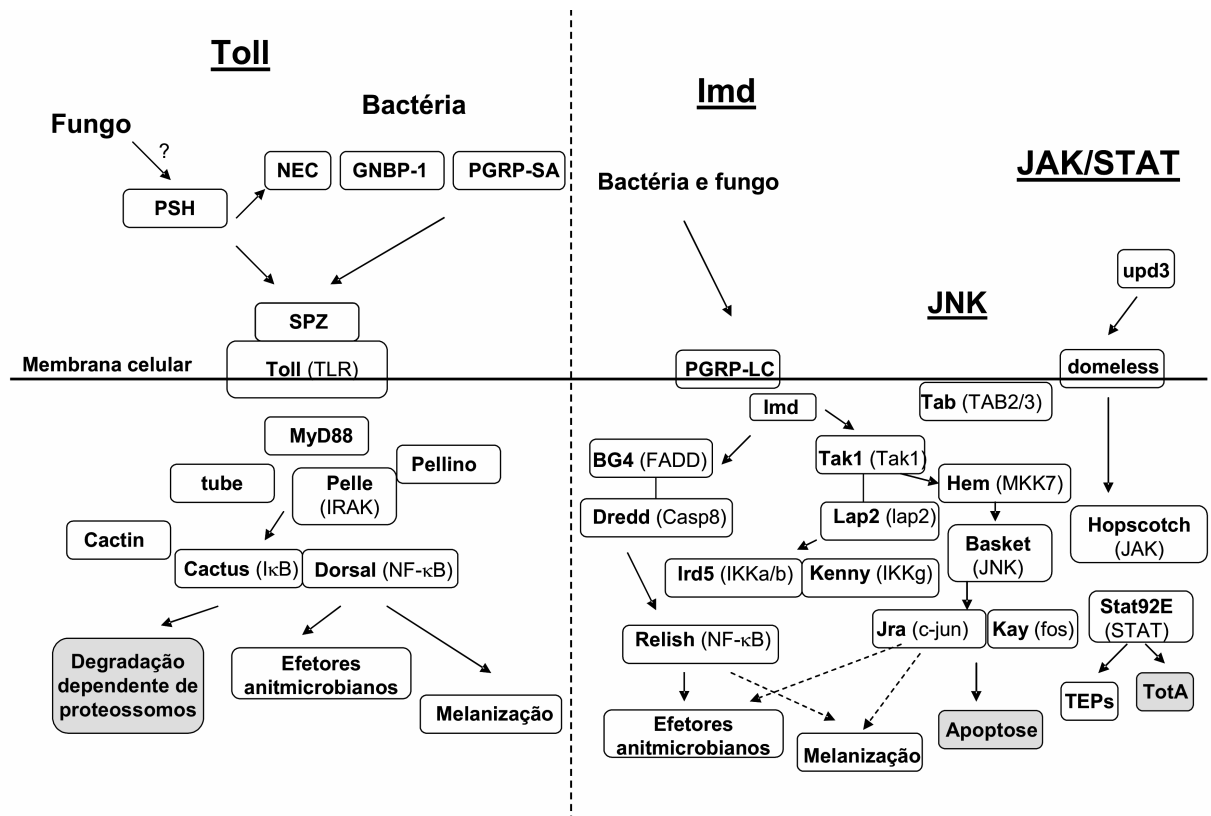 Toll
Fungo
Bactéria
?
NEC
GNBP-1
PGRP-SA
PSH
SPZ
Membrana celular
Toll (TLR)
MyD88
Pellino
tube
Pelle
(IRAK)
Cactin
Cactus (IκB)
Dorsal (NF-κB)
Degradação
dependente de
proteossomos
Efetores
anitmicrobianos
Melanização
Imd
Bactéria e fungo
PGRP-LC
Imd
BG4 (FADD)
Dredd (Casp8)
Tak1 (Tak1)
Lap2 (lap2)
Ird5 (IKKa/b)
Kenny (IKKg)
Relish (NF-κB)
Efetores
anitmicrobianos
Melanização
JNK
Tab (TAB2/3)
Hem (MKK7)
Basket
(JNK)
Jra (c-jun)
Kay (fos)
Apoptose
JAK/STAT
upd3
domeless
Hopscotch
(JAK)
Stat92E
(STAT)
TEPs
TotA